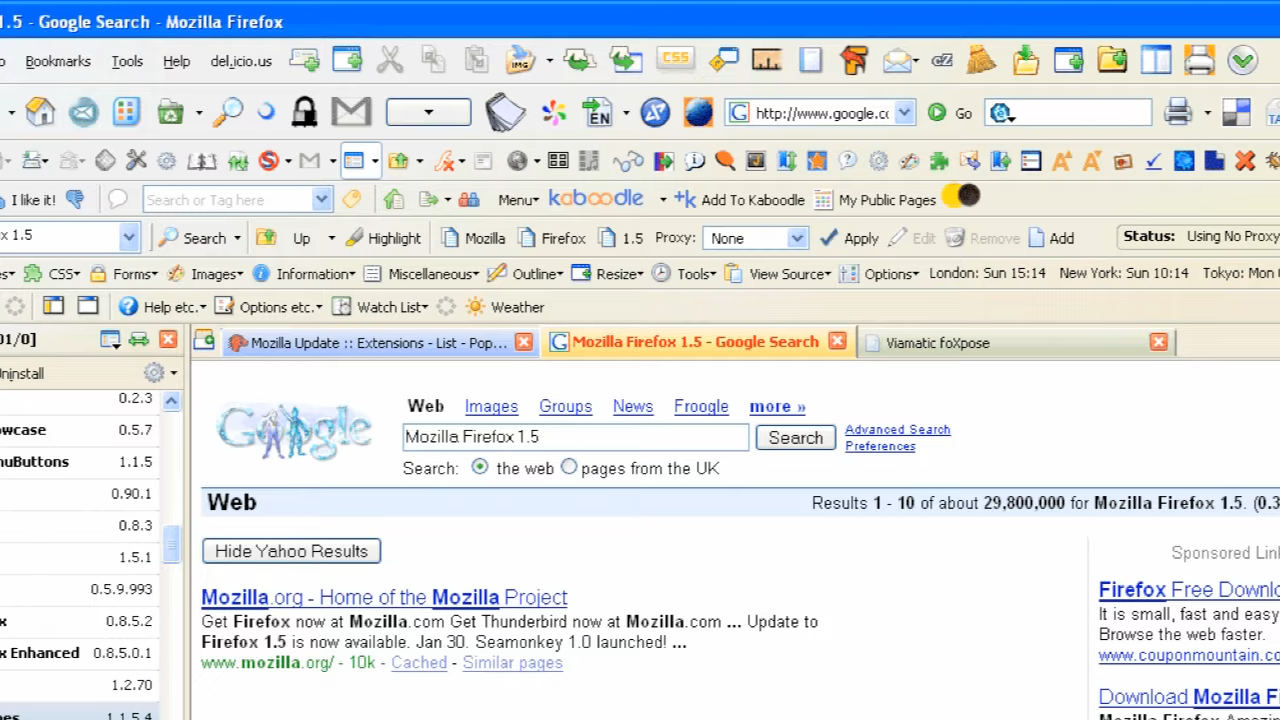 1.5 - Google Search - Mozilla Firefox
Bookmarks Tools Help del.icio.us IMG CSS
EN http://www.google.cc Go
I like it! Search or Tag here Menu kaboodle +k Add To Kaboodle My Public Pages
x 1.5 Search Up Highlight Mozilla Firefox 1.5 Proxy: None Apply Edit Remove Add Status: Using No Proxy
CSS Forms Images Information Miscellaneous Outline Resize Tools View Source Options London: Sun 15:14 New York: Sun 10:14 Tokyo: Mon
Help etc. Options etc. Watch List Weather
01/0] Mozilla Update :: Extensions - List - Pop... Mozilla Firefox 1.5 - Google Search Viamatic foXpose
Uninstall
0.2.3
owcase 0.5.7
nuButtons 1.1.5
0.90.1
0.8.3
1.5.1
0.5.9.993
x 0.8.5.2
x Enhanced 0.8.5.0.1
1.2.70
1.1.5.4
Google
Web Images Groups News Froogle more »
Mozilla Firefox 1.5 Search Advanced Search
Preferences
Search: the web pages from the UK
Web Results 1 - 10 of about 29,800,000 for Mozilla Firefox 1.5. (0.3
Hide Yahoo Results
Mozilla.org - Home of the Mozilla Project
Get Firefox now at Mozilla.com Get Thunderbird now at Mozilla.com ... Update to
Firefox 1.5 is now available. Jan 30. Seamonkey 1.0 launched! ...
www.mozilla.org/ - 10k - Cached - Similar pages
Sponsored Link
Firefox Free Downlo
It is small, fast and easy
Browse the web faster.
www.couponmountain.co
Download Mozilla F